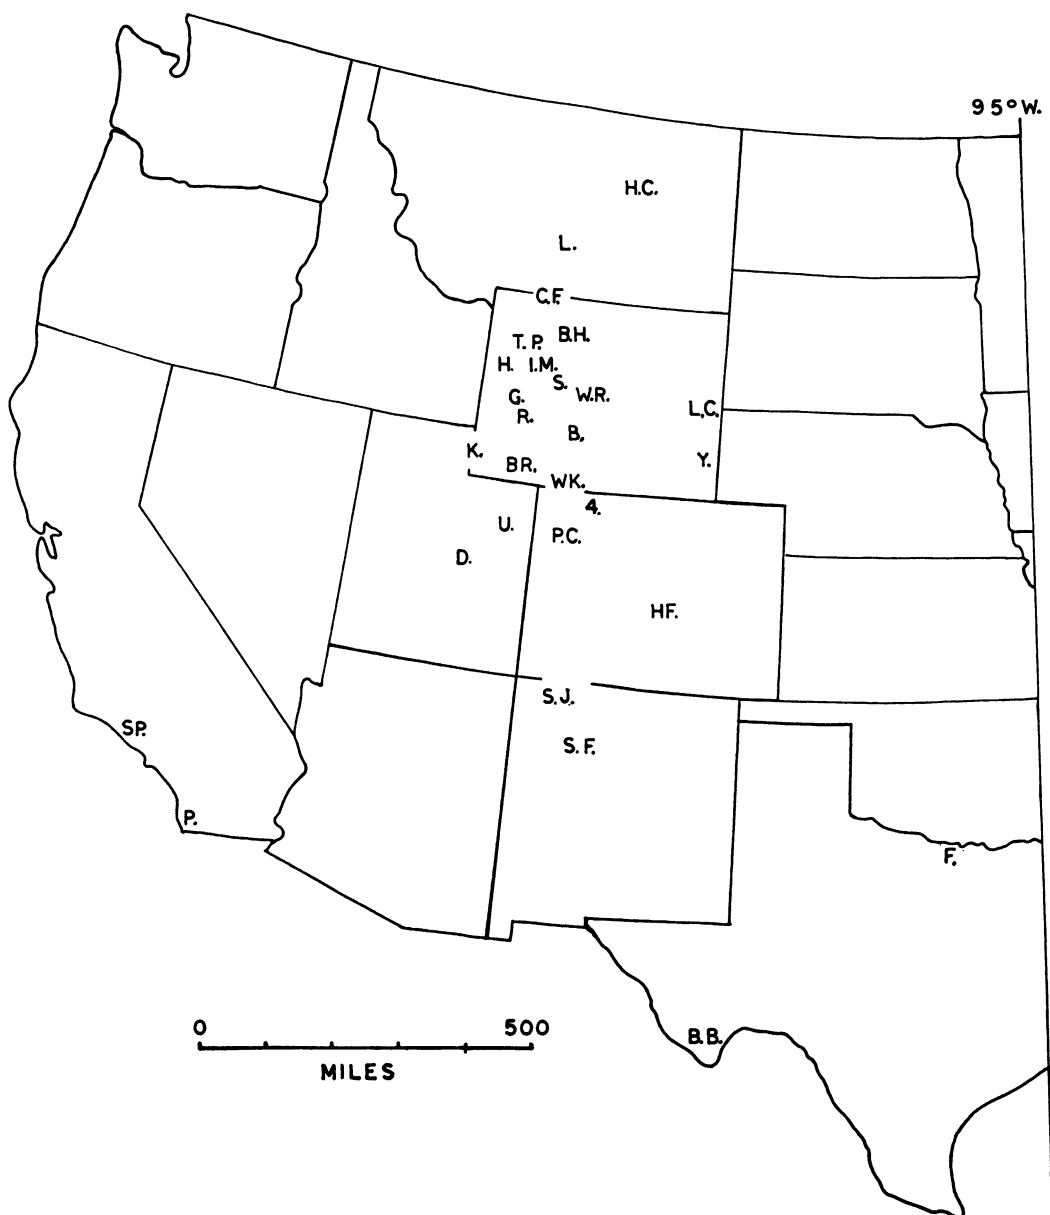 95°W.
H.C.
L.
C.F.
B.H.
T.P.
H. I.M.
S.
W.R.
G.
L.C.
R.
B.
K.
Y.
BR.
WK.
4.
U.
P.C.
D.
HF.
S.J.
SP.
S.F.
P.
F.
0 500
B.B.
MILES